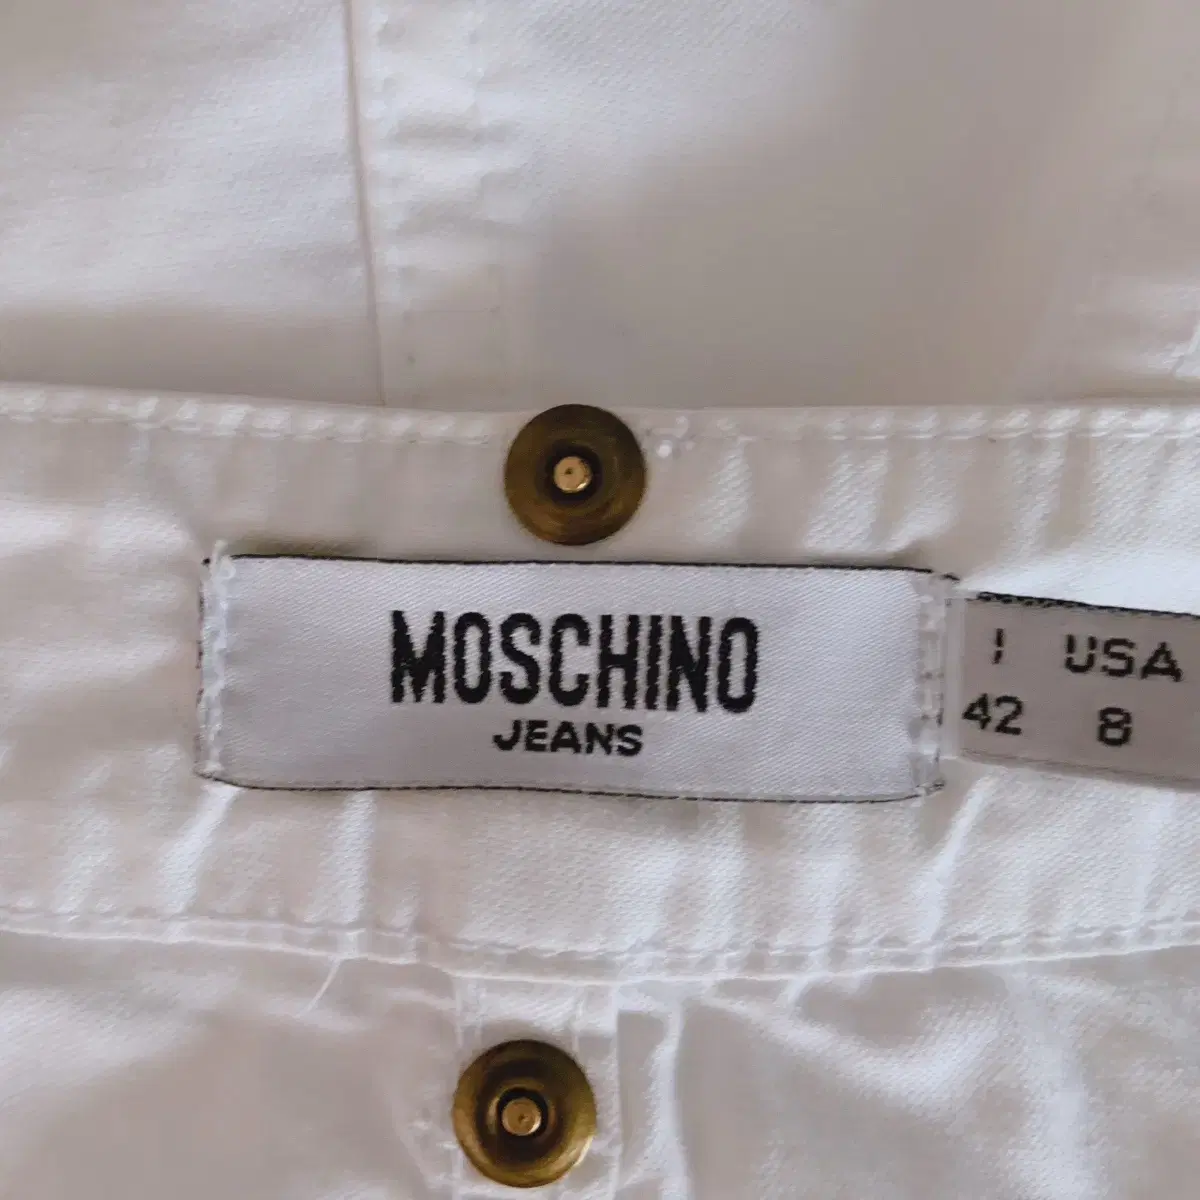 MOSCHINO
JEANS
I USA
42 8